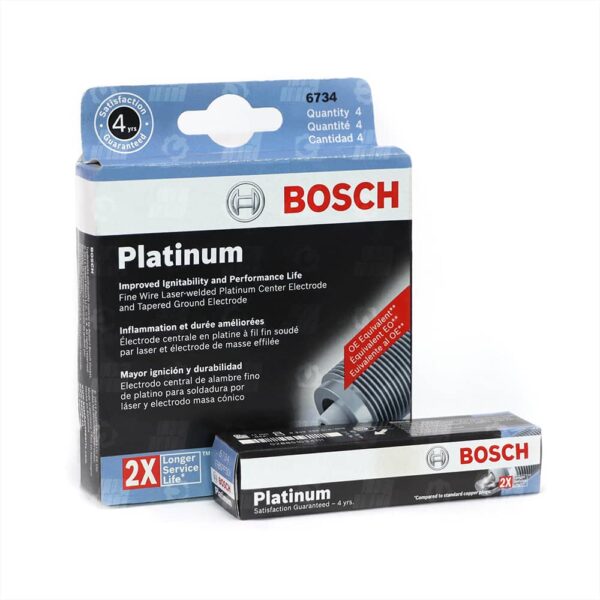 Satisfaction
4 yrs
Guaranteed
6734
Quantity 4
Quantité 4
Cantidad 4
BOSCH
Platinum
Improved Ignitability and Performance Life
Fine Wire Laser-welded Platinum Center Electrode
and Tapered Ground Electrode
Inflammation et durée améliorées
Électrode centrale en platine à fil fin soudé
par laser et électrode de masse effilée
Mayor ignición y durabilidad
Electrodo central de alambre fino
de platino para soldadura por
láser y electrodo masa cónico
OE Equivalent**
Équivalent EO**
Euivalente al OE**
2X Longer
Service
Life*™
BOSCH
6734
BOSCH
Platinum
Satisfaction Guaranteed – 4 yrs.
2X
*Compared to standard copper plugs.